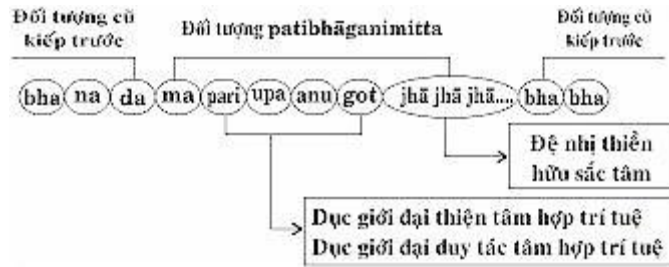 Đối tượng cũ
kiếp trước
Đối tượng patibhāganimitta
Đối tượng cũ
kiếp trước
bha na da ma pari upa anu got jhā jhā jhā.... bha bha
Đệ nhị thiền
hữu sắc tâm
Dục giới đại thiện tâm hợp trí tuệ
Dục giới đại duy tác tâm hợp trí tuệ